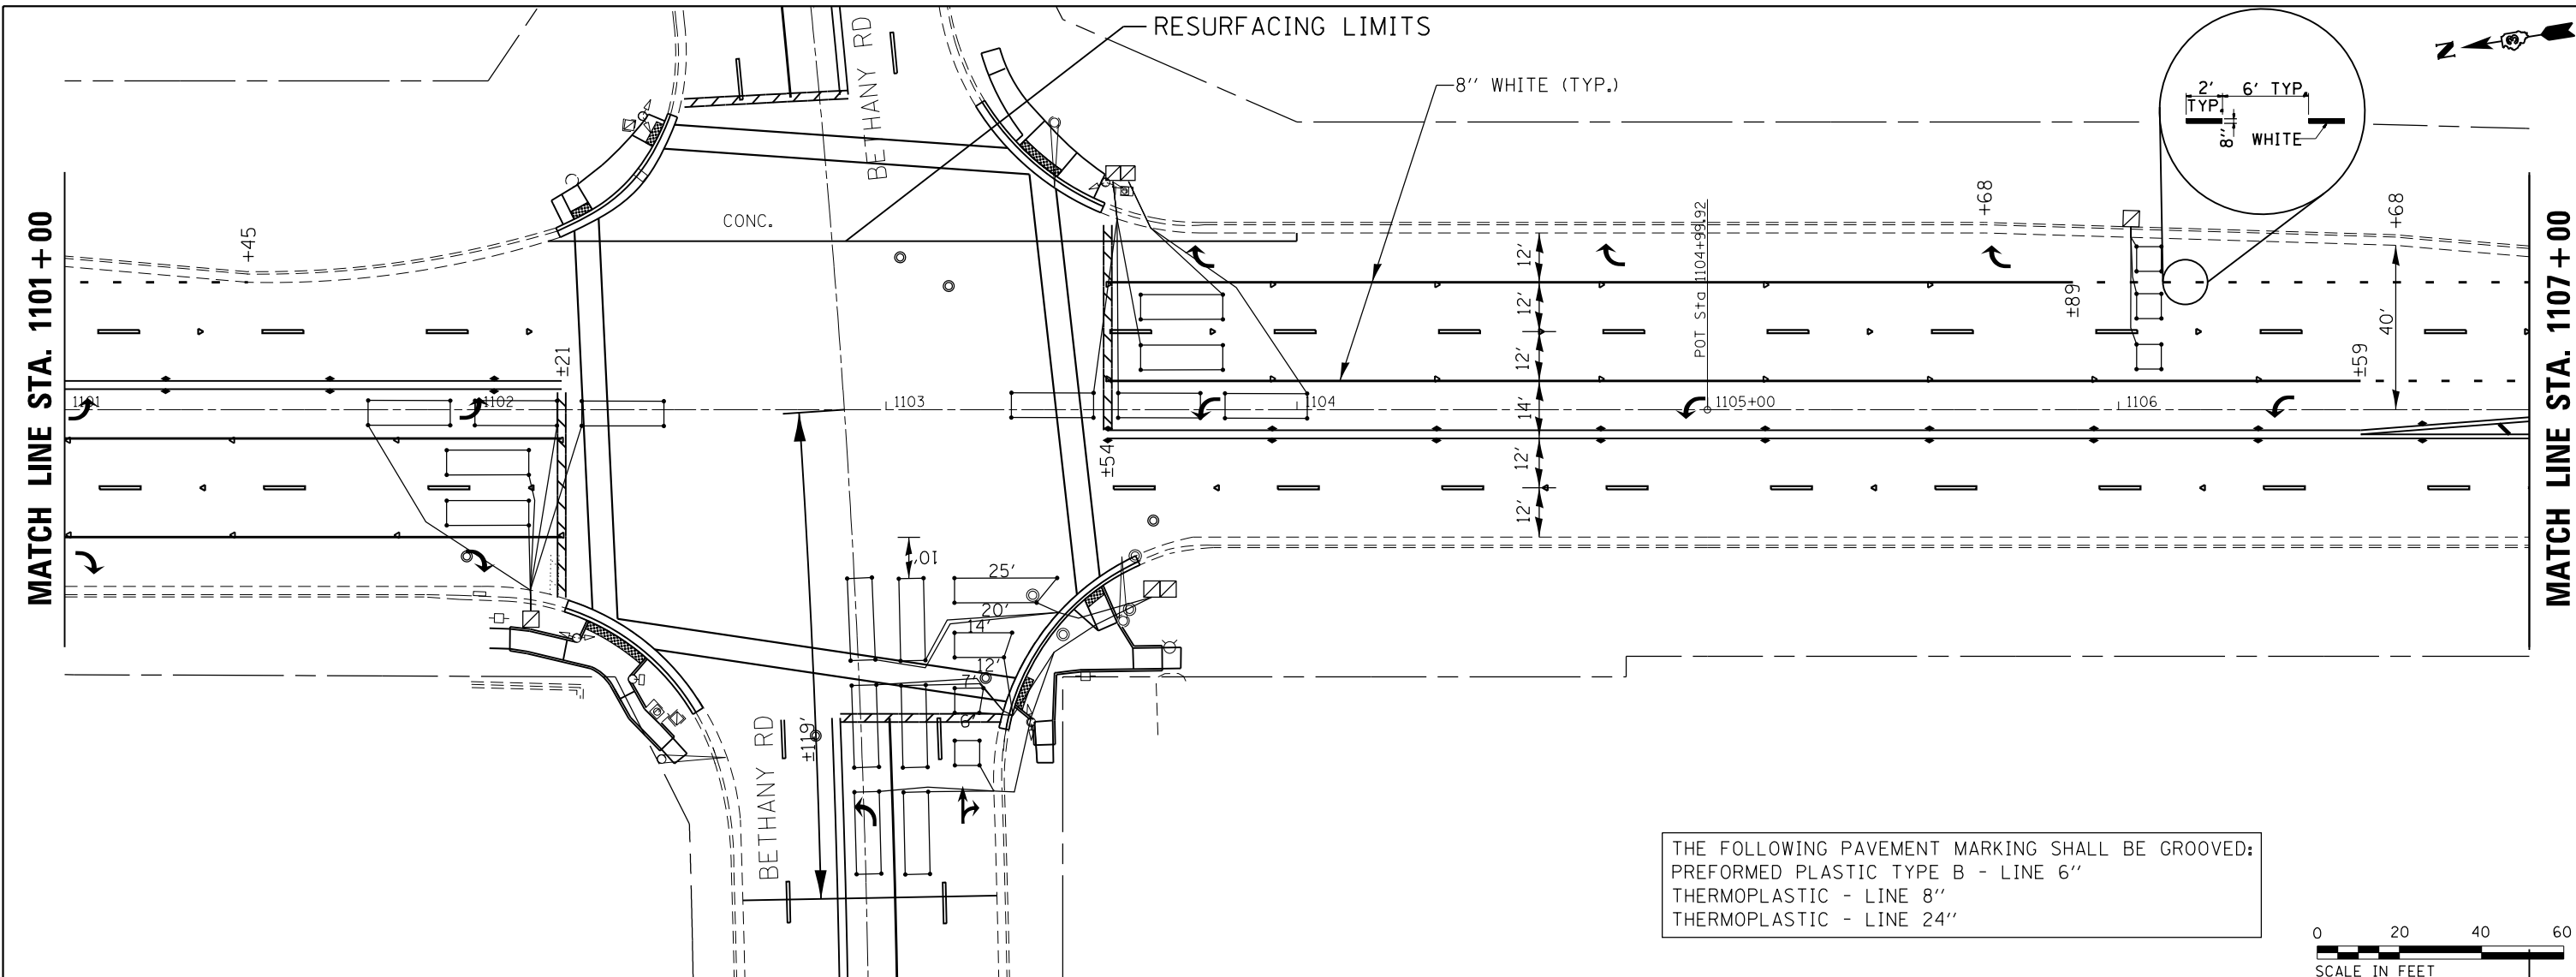 RESURFACING LIMITS
BETHANY RD
8'' WHITE (TYP.)
N
2'
TYP.
6' TYP.
8''
WHITE
MATCH LINE STA. 1101+00
+45
CONC.
POT Sta 1104+99.92
+68
+68
MATCH LINE STA. 1107+00
12'
12'
12'
14'
12'
12'
±89
40'
±59
±21
1101
1102
1103
1104
1105+00
1106
±54
10'
25'
20'
14'
12'
7'
6'
±119'
BETHANY RD
THE FOLLOWING PAVEMENT MARKING SHALL BE GROOVED:
PREFORMED PLASTIC TYPE B - LINE 6''
THERMOPLASTIC - LINE 8''
THERMOPLASTIC - LINE 24''
0 20 40 60
SCALE IN FEET